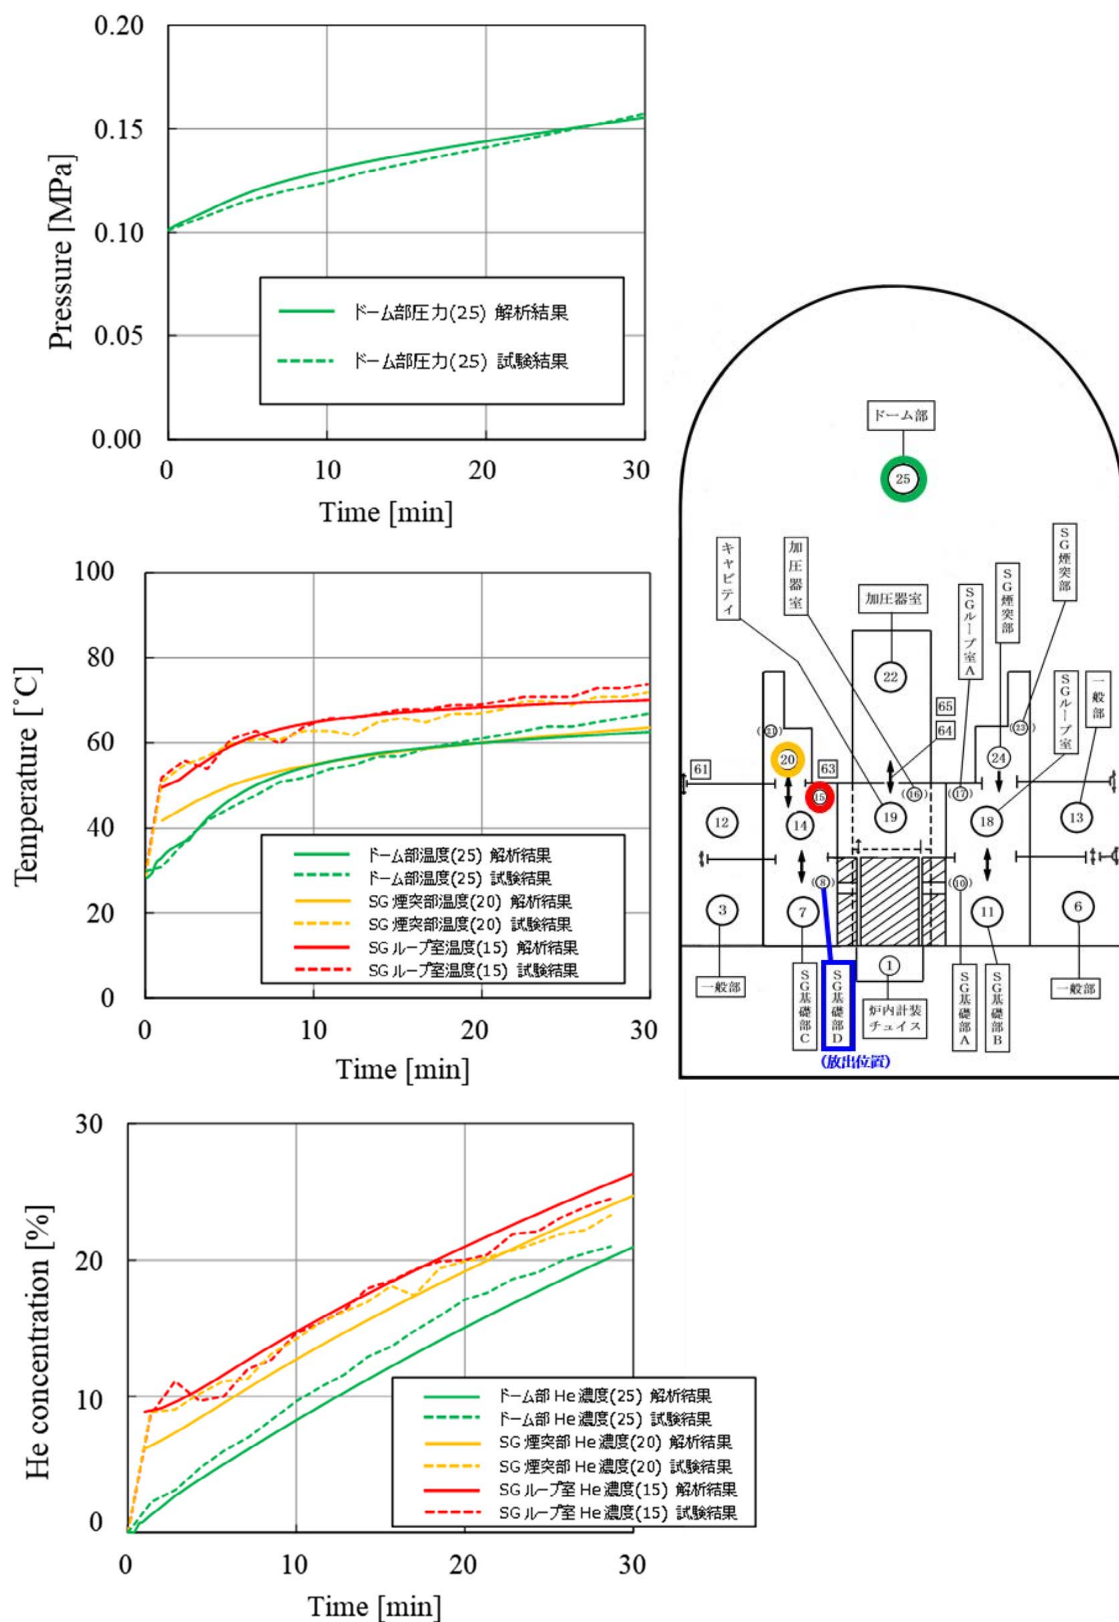 0.20
0.15
0.10
0.05
0.00
Pressure [MPa]
ドーム部圧力(25) 解析結果
ドーム部圧力(25) 試験結果
0
10
20
30
Time [min]
100
80
60
40
20
0
Temperature [˚C]
ドーム部温度(25) 解析結果
ドーム部温度(25) 試験結果
SG煙突部温度(20) 解析結果
SG煙突部温度(20) 試験結果
SGループ室温度(15) 解析結果
SGループ室温度(15) 試験結果
0
10
20
30
Time [min]
30
20
10
0
He concentration [%]
ドーム部 He濃度(25) 解析結果
ドーム部 He濃度(25) 試験結果
SG煙突部 He濃度(20) 解析結果
SG煙突部 He濃度(20) 試験結果
SGループ室 He濃度(15) 解析結果
SGループ室 He濃度(15) 試験結果
0
10
20
30
Time [min]
ドーム部
25
キャビティ
加圧器室
加圧器室
SGループ室A
SG煙突部
SG煙突部
SGループ室
一般部
22
65
64
(21)
(23)
20
24
61
63
15
(16)
(17)
12
14
19
18
13
(8)
(10)
3
7
11
6
1
一般部
SG基礎部C
SG基礎部D
炉内計装
チュイス
SG基礎部A
SG基礎部B
一般部
(放出位置)